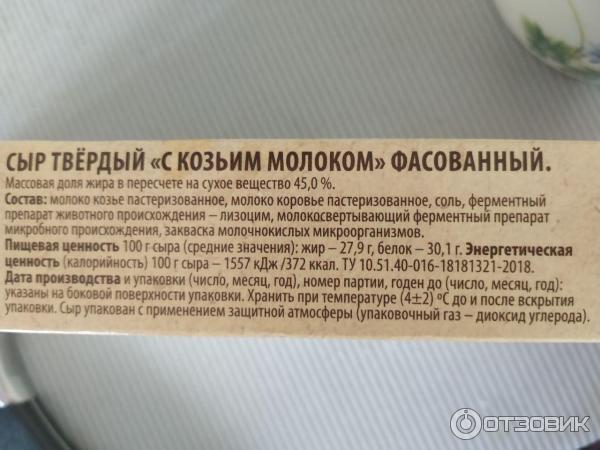 СЫР ТВЁРДЫЙ «С КОЗЬИМ МОЛОКОМ» ФАСОВАННЫЙ.
Массовая доля жира в пересчете на сухое вещество 45,0 %.
Состав: молоко козье пастеризованное, молоко коровье пастеризованное, соль, ферментный
препарат животного происхождения – лизоцим, молокосвертывающий ферментный препарат
микробного происхождения, закваска молочнокислых микроорганизмов.
Пищевая ценность 100 г сыра (средние значения): жир – 27,9 г, белок – 30,1 г. Энергетическая
ценность (калорийность) 100 г сыра – 1557 кДж /372 ккал. ТУ 10.51.40-016-18181321-2018.
Дата производства и упаковки (число, месяц, год), номер партии, годен до (число, месяц, год):
указаны на боковой поверхности упаковки. Хранить при температуре (4±2) ºС до и после вскрытия
упаковки. Сыр упакован с применением защитной атмосферы (упаковочный газ – диоксид углерода).
ОТЗОВИК